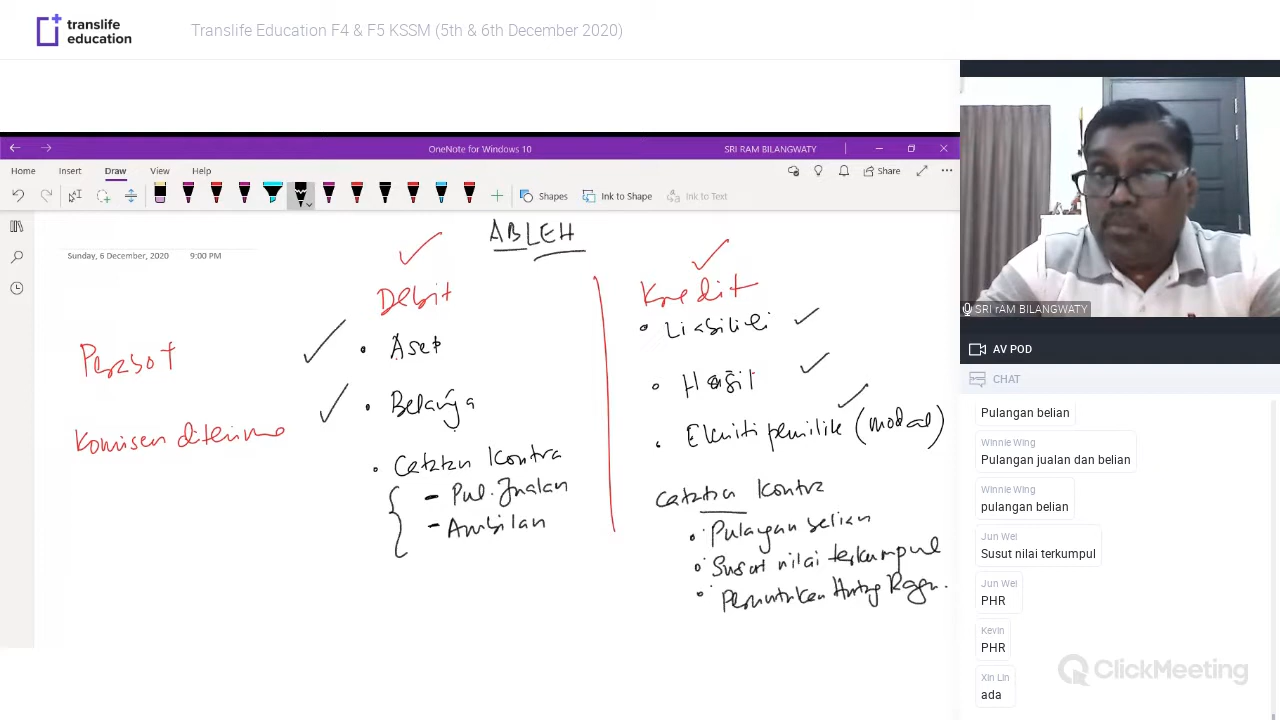 translife
education
Translife Education F4 & F5 KSSM (5th & 6th December 2020)
OneNote for Windows 10
SRI RAM BILANGWATY
Home Insert Draw View Help
Share
Shapes Ink to Shape Ink to Text
Sunday, 6 December, 2020 9:00 PM
ABLEH
Debit
Kredit
Perabot
Komisen diterima
• Aset
• Belanja
• Catatan Kontra
- Pul. Jualan
- Ambilan
• Liabiliti
• Hasil
• Ekuiti pemilik (modal)
Catatan Kontra
• Pulangan belian
• Susut nilai terkumpul
• Peruntukan Hutang Ragu.
SRI rAM BILANGWATY
AV POD
CHAT
Pulangan belian
Winnie Wing
Pulangan jualan dan belian
Winnie Wing
pulangan belian
Jun Wei
Susut nilai terkumpul
Jun Wei
PHR
Kevin
PHR
Xin Lin
ada
ClickMeeting